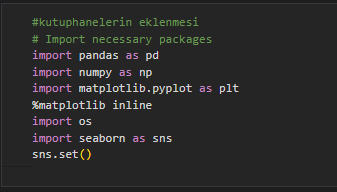 #kutuphanelerin eklenmesi
# Import necessary packages
import pandas as pd
import numpy as np
import matplotlib.pyplot as plt
%matplotlib inline
import os
import seaborn as sns
sns.set()